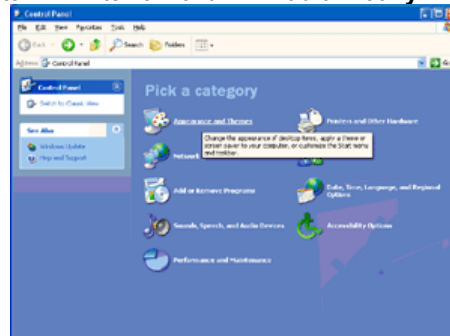 Control Panel
File Edit View Favorites Tools Help
Back Search Folders
Address Control Panel Go
Control Panel
Switch to Classic View
See Also
Windows Update
Help and Support
Pick a category
Appearance and Themes
Printers and Other Hardware
Change the appearance of desktop items, apply a theme or
screen saver to your computer, or customize the Start menu
and taskbar.
Network
Add or Remove Programs
Date, Time, Language, and Regional
Options
Sounds, Speech, and Audio Devices
Accessibility Options
Performance and Maintenance